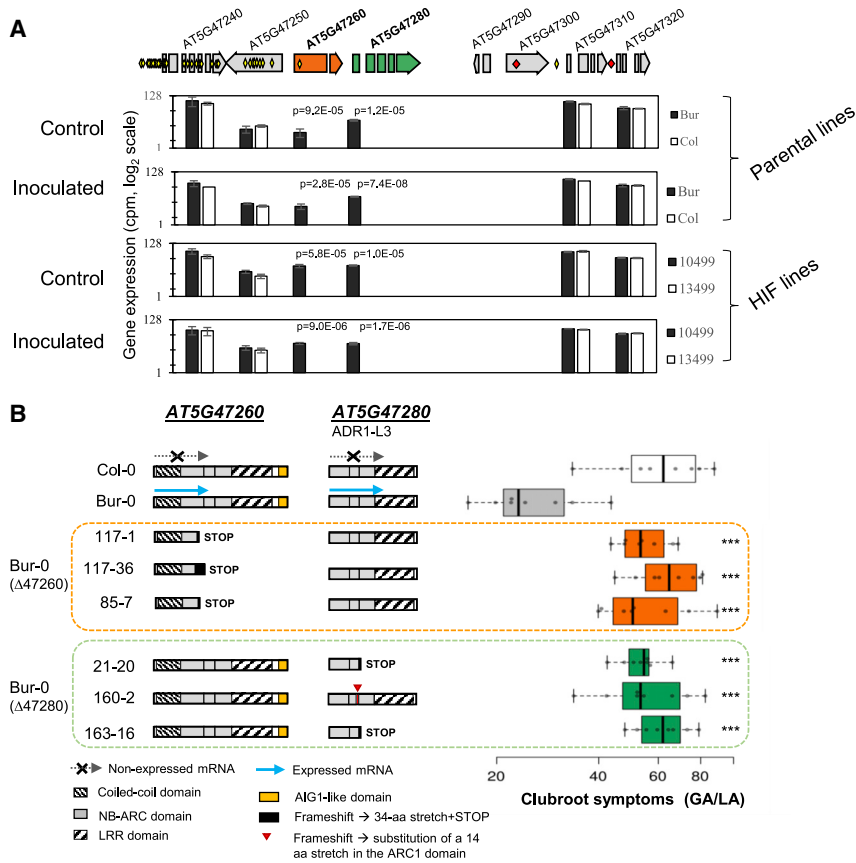 A
AT5G47240
AT5G47250
AT5G47260
AT5G47280
AT5G47290
AT5G47300
AT5G47310
AT5G47320
Gene expression (cpm, log2 scale)
Control
128
1
p=9.2E-05
p=1.2E-05
Bur
Col
Inoculated
128
1
p=2.8E-05
p=7.4E-08
Bur
Col
Parental lines
Control
128
1
p=5.8E-05
p=1.0E-05
10499
13499
Inoculated
128
1
p=9.0E-06
p=1.7E-06
10499
13499
HIF lines
B
AT5G47260
AT5G47280
ADR1-L3
Col-0
Bur-0
Bur-0
(Δ47260)
117-1
STOP
***
117-36
STOP
***
85-7
STOP
***
Bur-0
(Δ47280)
21-20
STOP
***
160-2
***
163-16
STOP
***
20
40
60
80
Clubroot symptoms (GA/LA)
Non-expressed mRNA
Expressed mRNA
Coiled-coil domain
AIG1-like domain
NB-ARC domain
Frameshift → 34-aa stretch+STOP
LRR domain
Frameshift → substitution of a 14
aa stretch in the ARC1 domain